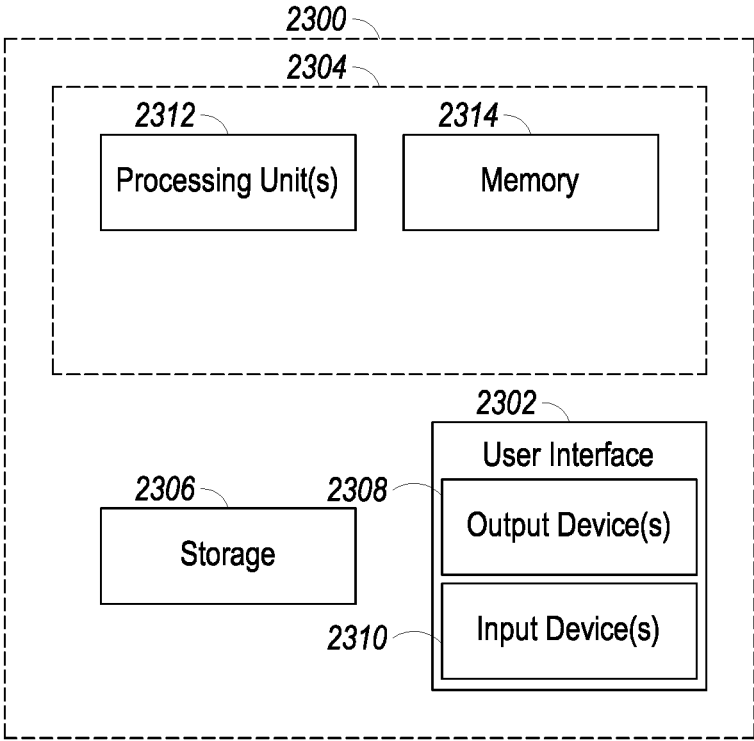 2300
2304
2312
2314
Processing Unit(s)
Memory
2302
User Interface
2306
2308
Storage
Output Device(s)
2310
Input Device(s)